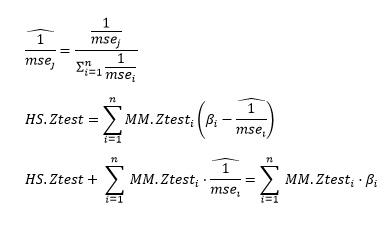 \widehat{\frac{1}{mse_j}} = \frac{\frac{1}{mse_j}}{\Sigma_{i=1}^{n} \frac{1}{mse_i}}
HS.Ztest = \sum_{i=1}^{n} MM.Ztest_i \left( \beta_i - \widehat{\frac{1}{mse_i}} \right)
HS.Ztest + \sum_{i=1}^{n} MM.Ztest_i \cdot \widehat{\frac{1}{mse_i}} = \sum_{i=1}^{n} MM.Ztest_i \cdot \beta_i